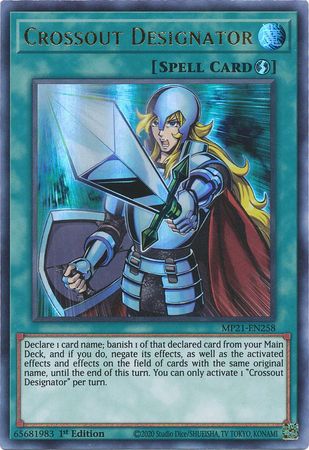 Crossout Designator
[Spell Card]
MP21-EN258
Declare 1 card name; banish 1 of that declared card from your Main
Deck, and if you do, negate its effects, as well as the activated
effects and effects on the field of cards with the same original
name, until the end of this turn. You can only activate 1 "Crossout
Designator" per turn.
65681983 1st Edition ©2020 Studio Dice/SHUEISHA, TV TOKYO, KONAMI